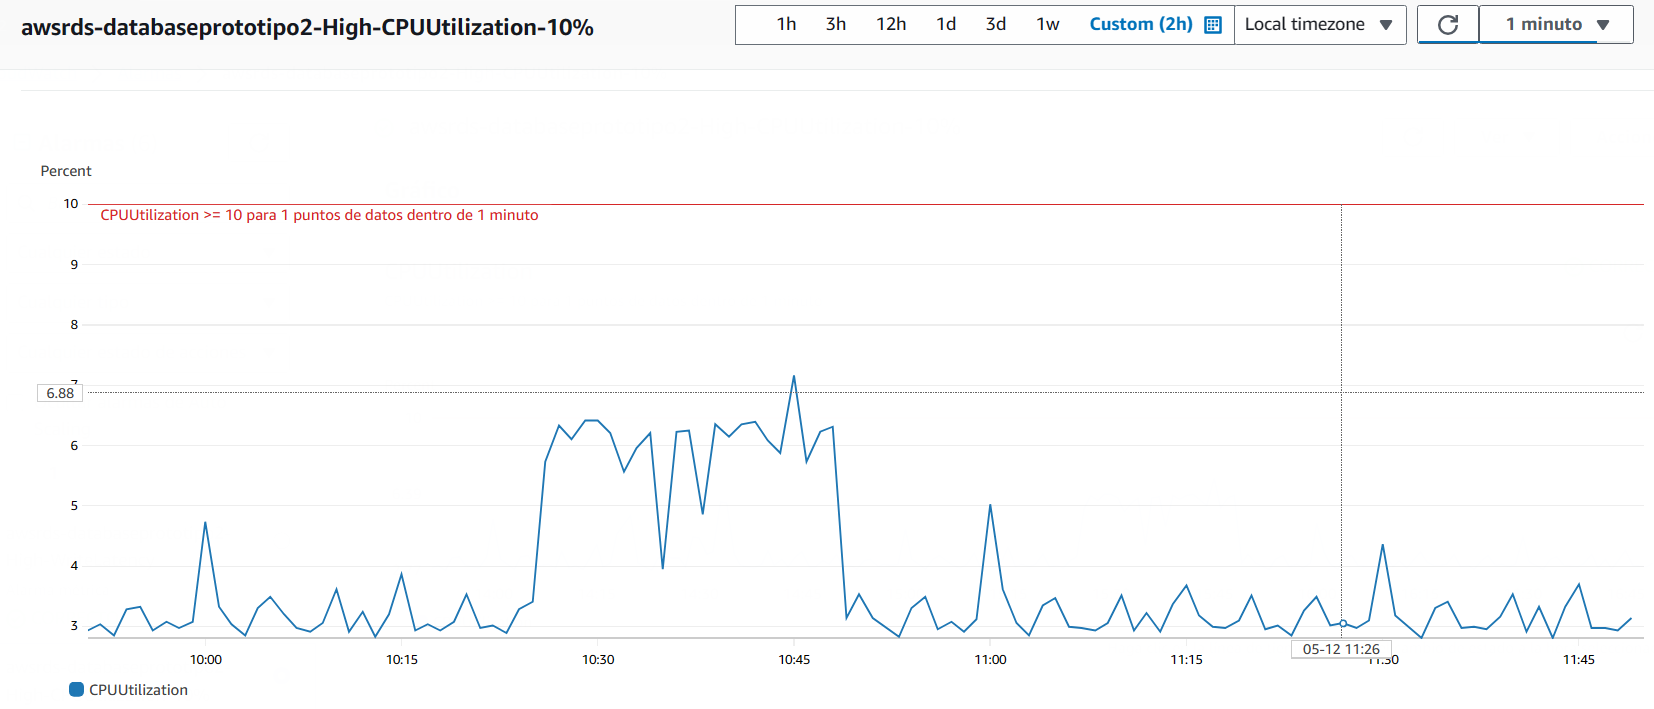 awsrds-databaseprototipo2-High-CPUUtilization-10%
1h 3h 12h 1d 3d 1w Custom (2h) Local timezone 1 minuto
Percent
10
CPUUtilization >= 10 para 1 puntos de datos dentro de 1 minuto
9
8
7
6.88
6
5
4
3
05-12 11:26
10:00 10:15 10:30 10:45 11:00 11:15 11:30 11:45
CPUUtilization